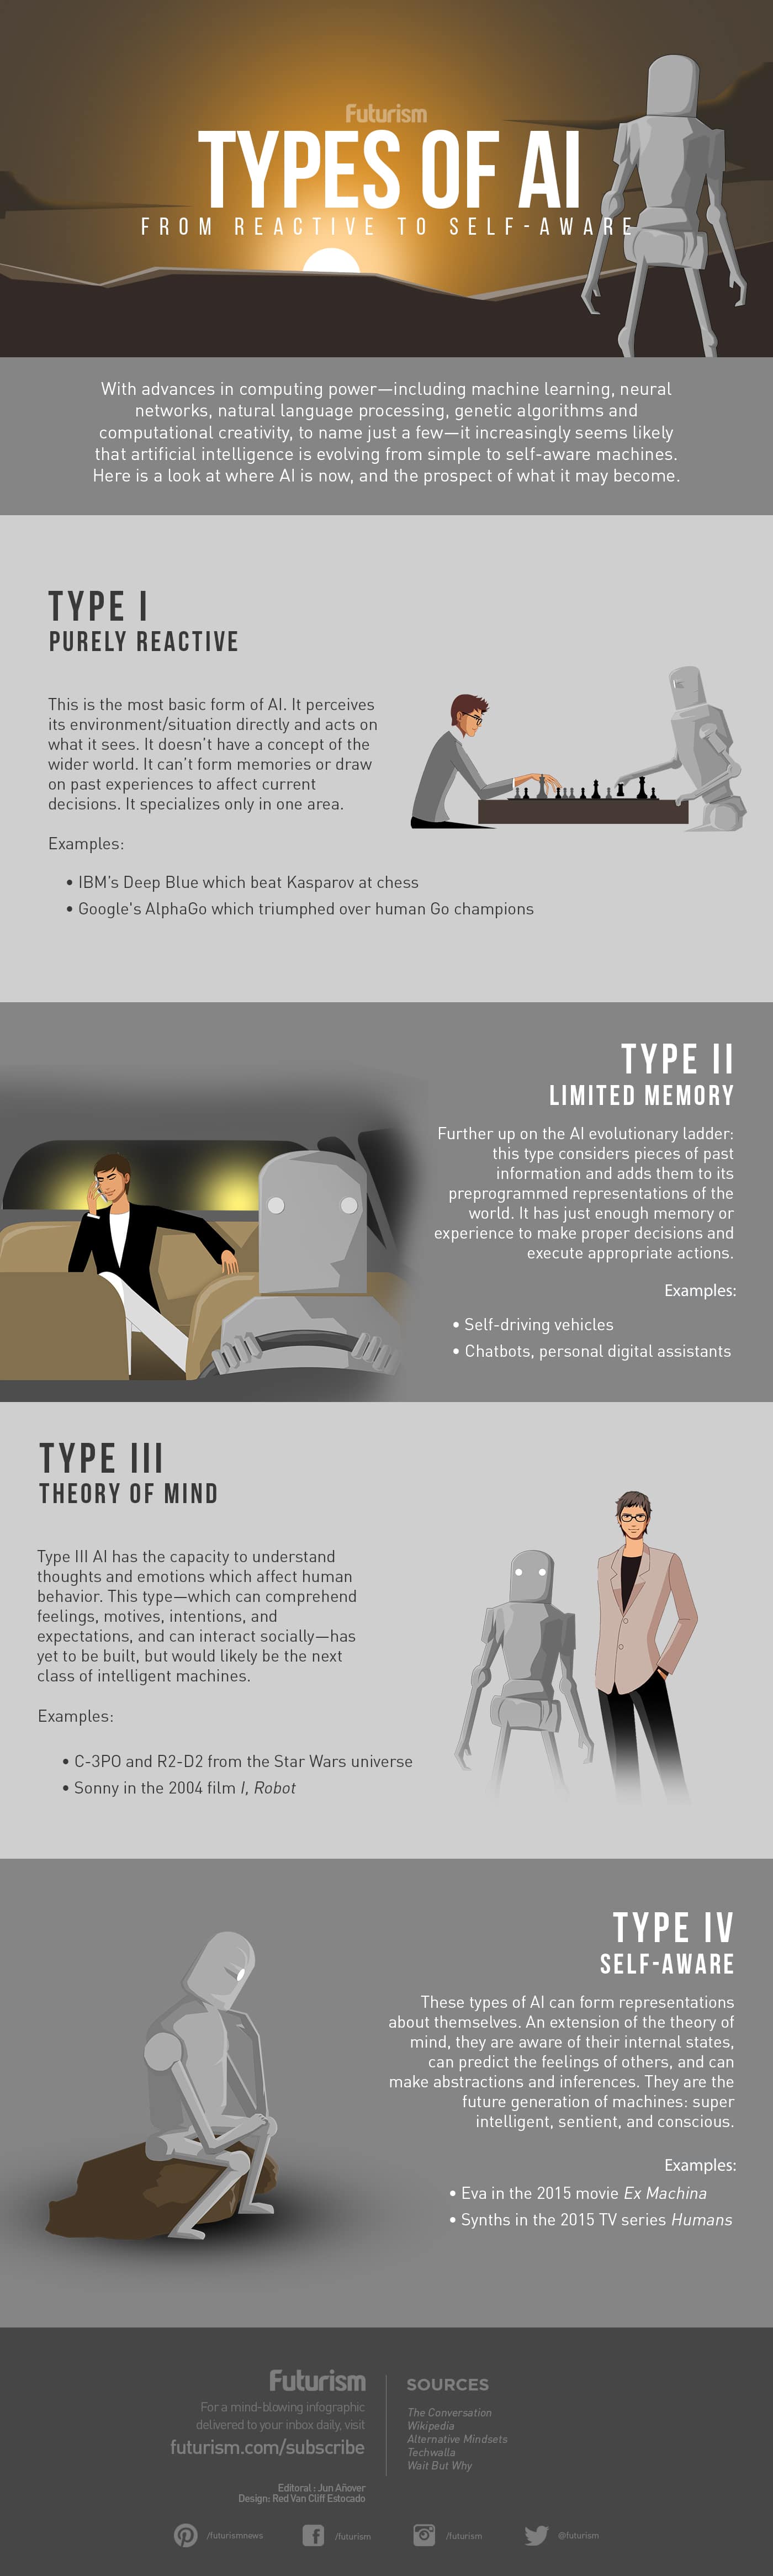 Futurism
TYPES OF AI
FROM REACTIVE TO SELF-AWARE
With advances in computing power—including machine learning, neural
networks, natural language processing, genetic algorithms and
computational creativity, to name just a few—it increasingly seems likely
that artificial intelligence is evolving from simple to self-aware machines.
Here is a look at where AI is now, and the prospect of what it may become.
TYPE I
PURELY REACTIVE
This is the most basic form of AI. It perceives
its environment/situation directly and acts on
what it sees. It doesn't have a concept of the
wider world. It can't form memories or draw
on past experiences to affect current
decisions. It specializes only in one area.
Examples:
• IBM's Deep Blue which beat Kasparov at chess
• Google's AlphaGo which triumphed over human Go champions
TYPE II
LIMITED MEMORY
Further up on the AI evolutionary ladder:
this type considers pieces of past
information and adds them to its
preprogrammed representations of the
world. It has just enough memory or
experience to make proper decisions and
execute appropriate actions.
Examples:
• Self-driving vehicles
• Chatbots, personal digital assistants
TYPE III
THEORY OF MIND
Type III AI has the capacity to understand
thoughts and emotions which affect human
behavior. This type—which can comprehend
feelings, motives, intentions, and
expectations, and can interact socially—has
yet to be built, but would likely be the next
class of intelligent machines.
Examples:
• C-3PO and R2-D2 from the Star Wars universe
• Sonny in the 2004 film I, Robot
TYPE IV
SELF-AWARE
These types of AI can form representations
about themselves. An extension of the theory of
mind, they are aware of their internal states,
can predict the feelings of others, and can
make abstractions and inferences. They are the
future generation of machines: super
intelligent, sentient, and conscious.
Examples:
• Eva in the 2015 movie Ex Machina
• Synths in the 2015 TV series Humans
Futurism
For a mind-blowing infographic
delivered to your inbox daily, visit
futurism.com/subscribe
Editoral : Jun Añover
Design: Red Van Cliff Estocado
SOURCES
The Conversation
Wikipedia
Alternative Mindsets
Techwalla
Wait But Why
/futurismnews
/futurism
/futurism
@futurism